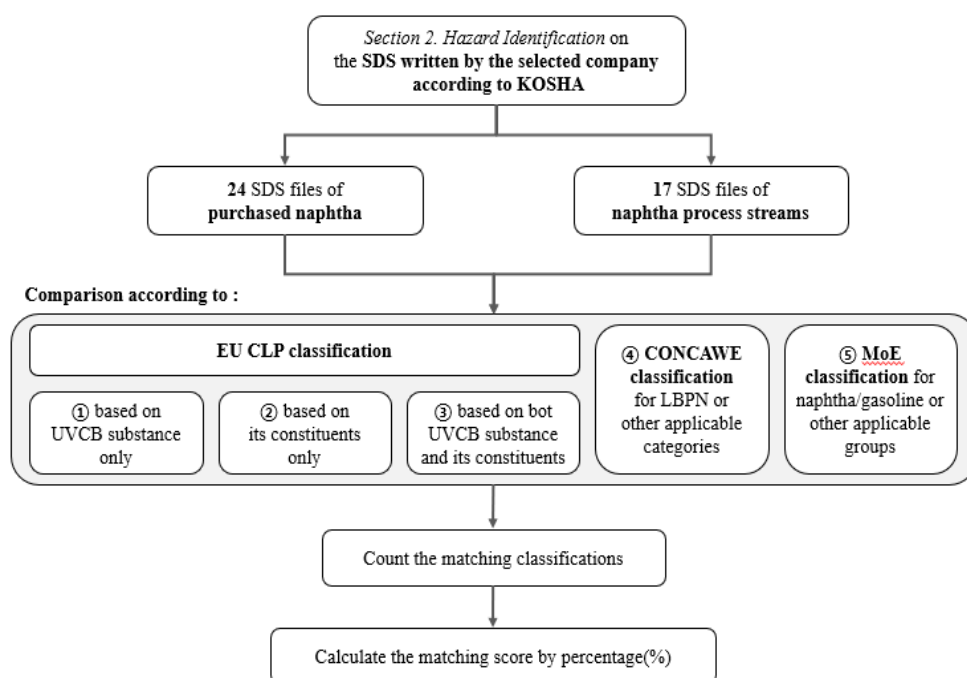 Section 2. Hazard Identification on
the SDS written by the selected company
according to KOSHA
24 SDS files of
purchased naphtha
17 SDS files of
naphtha process streams
Comparison according to :
EU CLP classification
① based on
UVCB substance
only
② based on
its constituents
only
③ based on bot
UVCB substance
and its constituents
④ CONCAWE
classification
for LBPN or
other applicable
categories
⑤ MoE
classification for
naphtha/gasoline or
other applicable
groups
Count the matching classifications
Calculate the matching score by percentage(%)